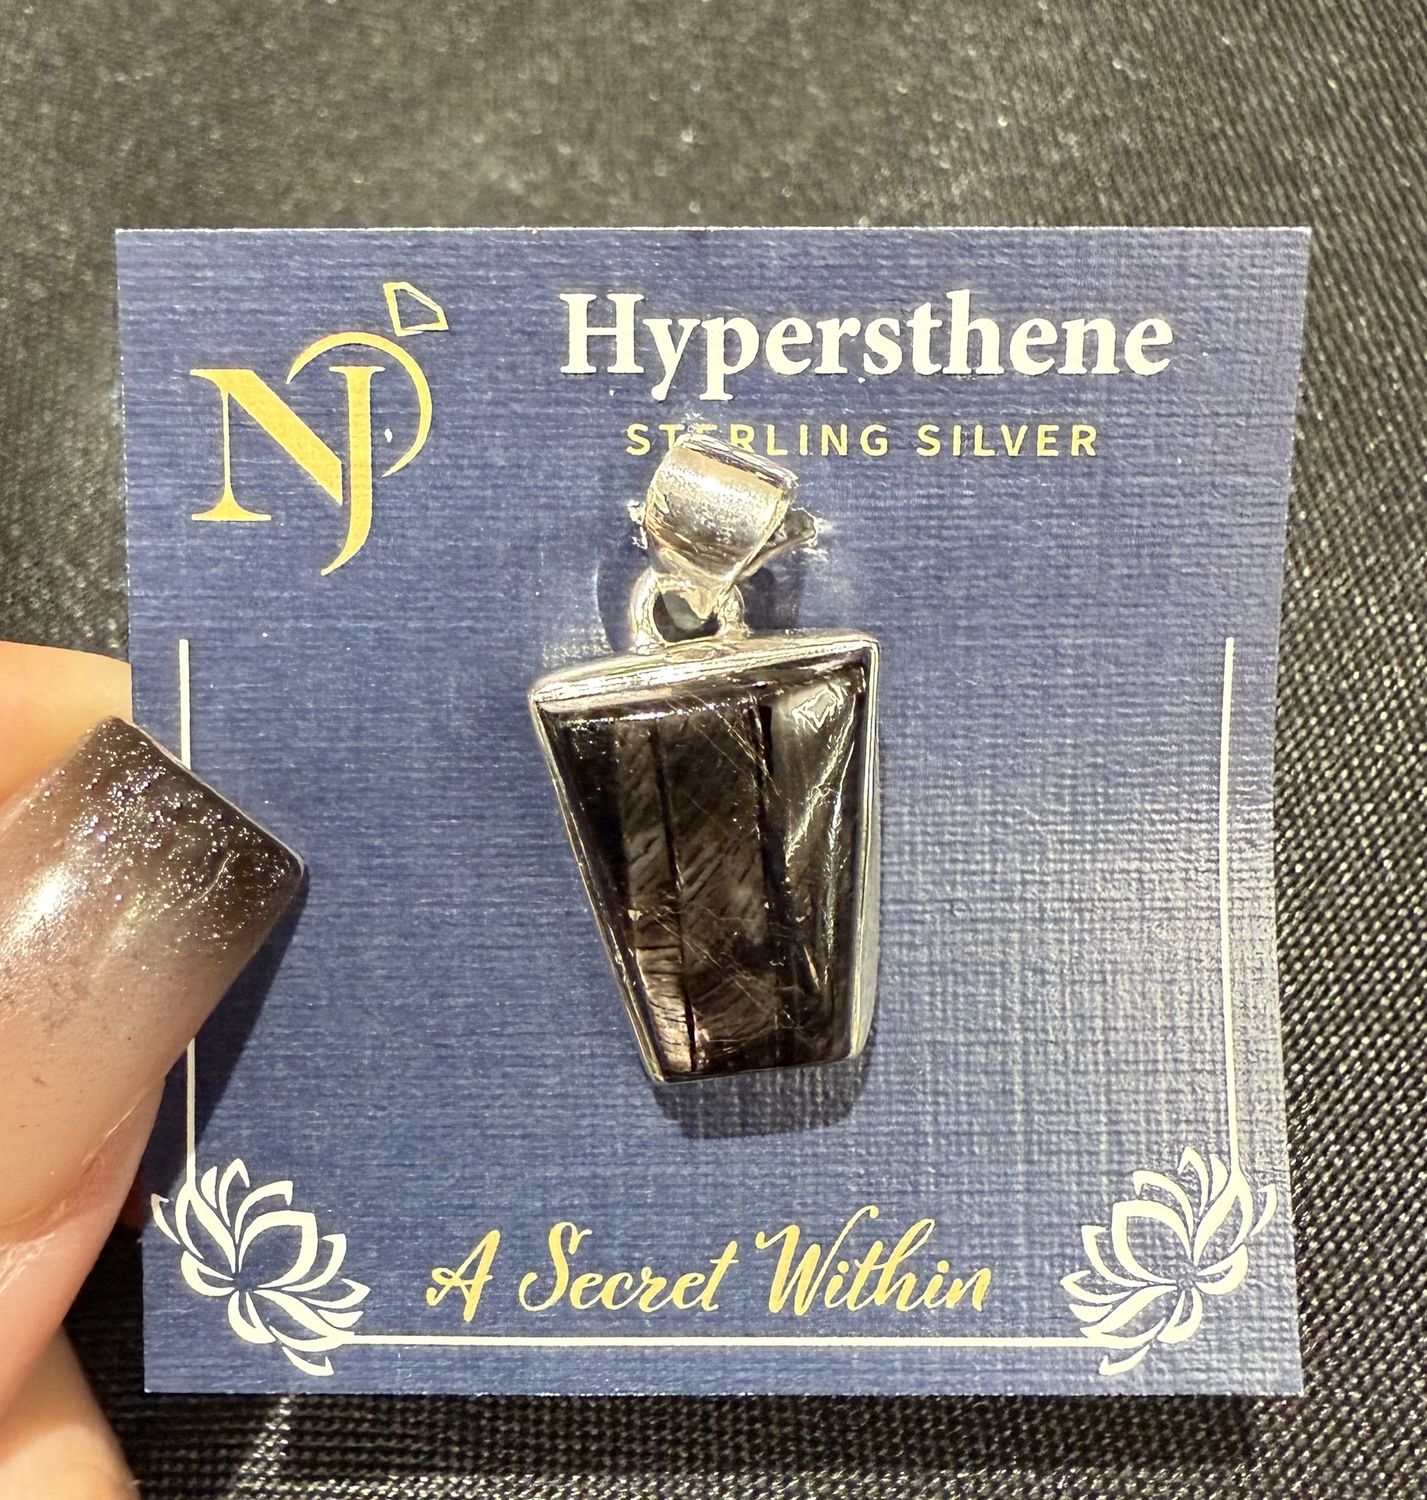 NJ
Hypersthene
STERLING SILVER
A Secret Within